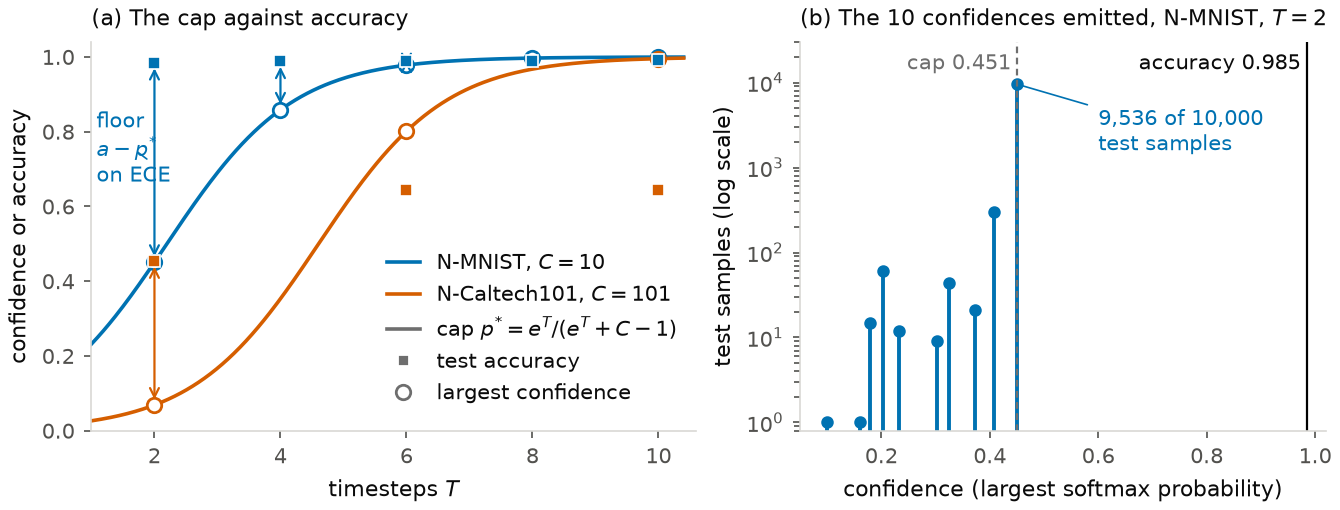 (a) The cap against accuracy
confidence or accuracy
1.0
0.8
0.6
0.4
0.2
0.0
floor
a − p*
on ECE
N-MNIST, C = 10
N-Caltech101, C = 101
cap p* = e^T/(e^T + C − 1)
test accuracy
largest confidence
2 4 6 8 10
timesteps T
(b) The 10 confidences emitted, N-MNIST, T = 2
test samples (log scale)
10^4
10^3
10^2
10^1
10^0
cap 0.451
accuracy 0.985
9,536 of 10,000
test samples
0.2 0.4 0.6 0.8 1.0
confidence (largest softmax probability)